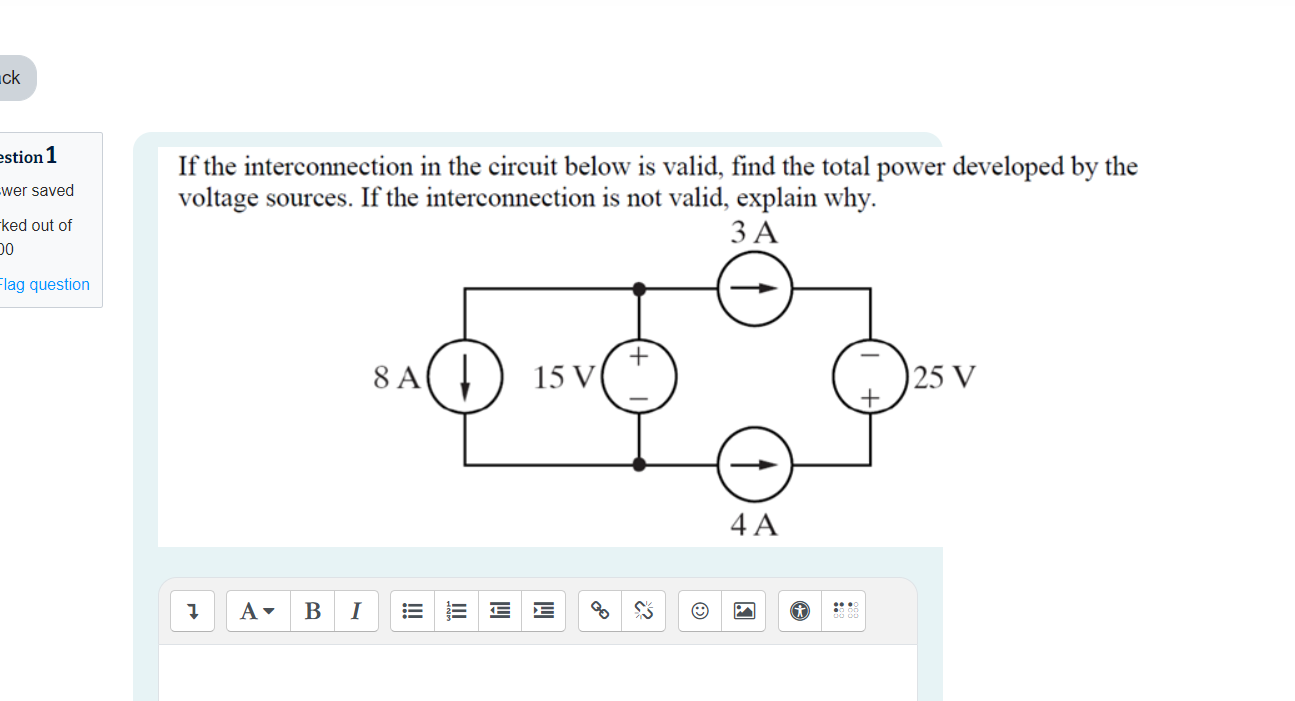 ck
estion 1
wer saved
rked out of
00
Flag question
If the interconnection in the circuit below is valid, find the total power developed by the
voltage sources. If the interconnection is not valid, explain why.
3 A
8 A
15 V
+
−
−
+
25 V
4 A
A
B
I